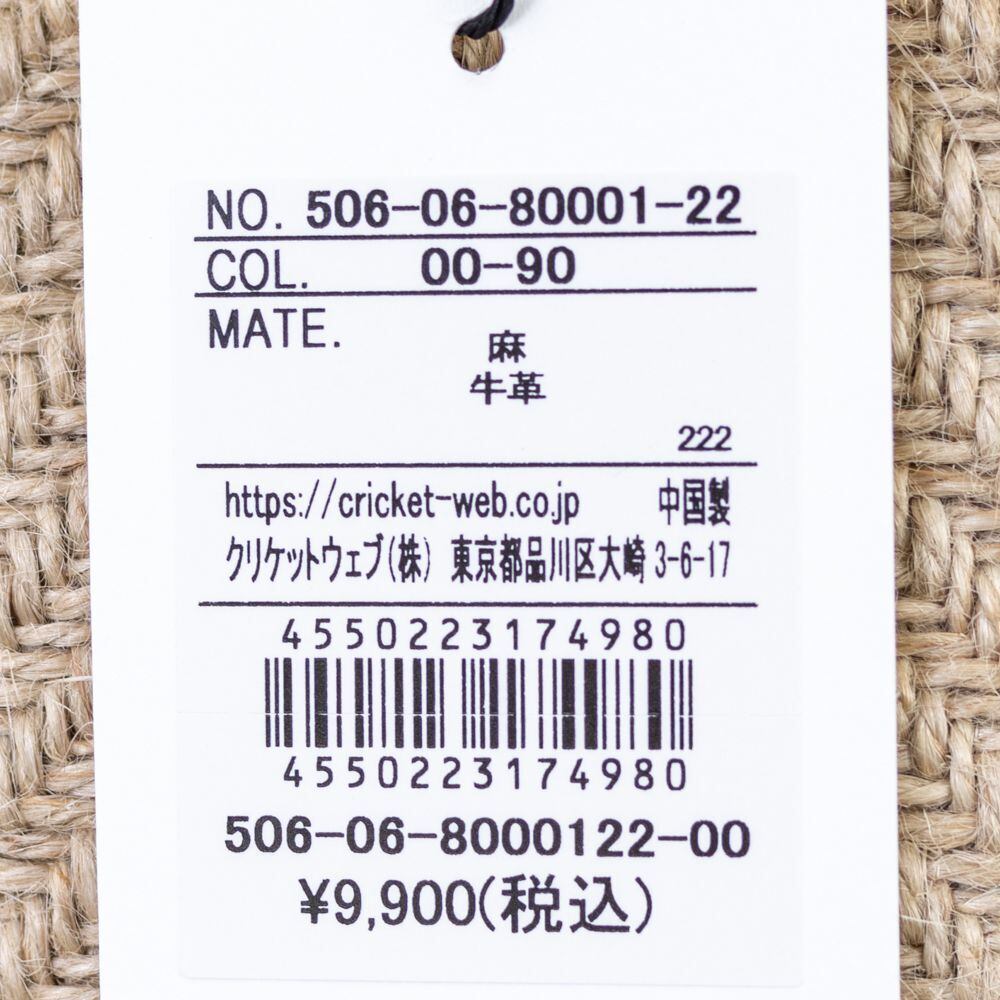 NO. 506-06-80001-22
COL. 00-90
MATE.
麻
牛革
222
https://cricket-web.co.jp 中国製
クリケットウェブ(株) 東京都品川区大崎 3-6-17
4550223174980
4550223174980
506-06-8000122-00
¥9,900(税込)